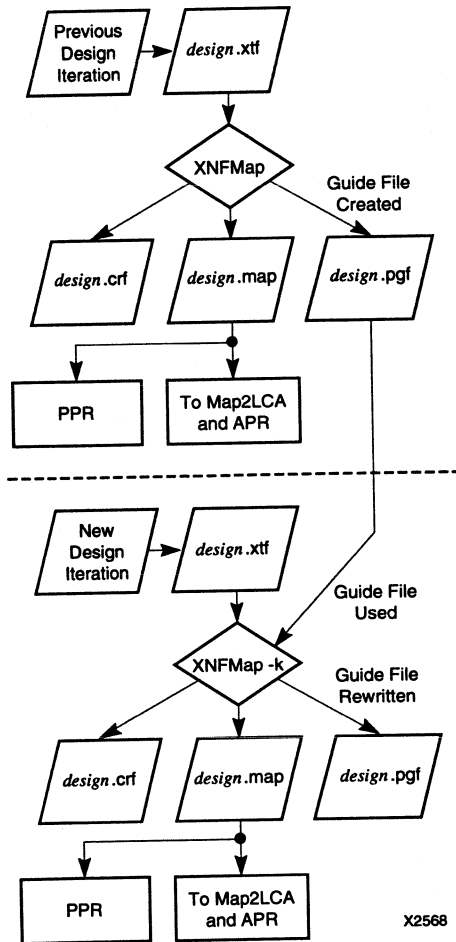 Previous
Design
Iteration
design.xtf
XNFMap
Guide File
Created
design.crf
design.map
design.pgf
PPR
To Map2LCA
and APR
New
Design
Iteration
design.xtf
Guide File
Used
XNFMap -k
Guide File
Rewritten
design.crf
design.map
design.pgf
PPR
To Map2LCA
and APR
X2568